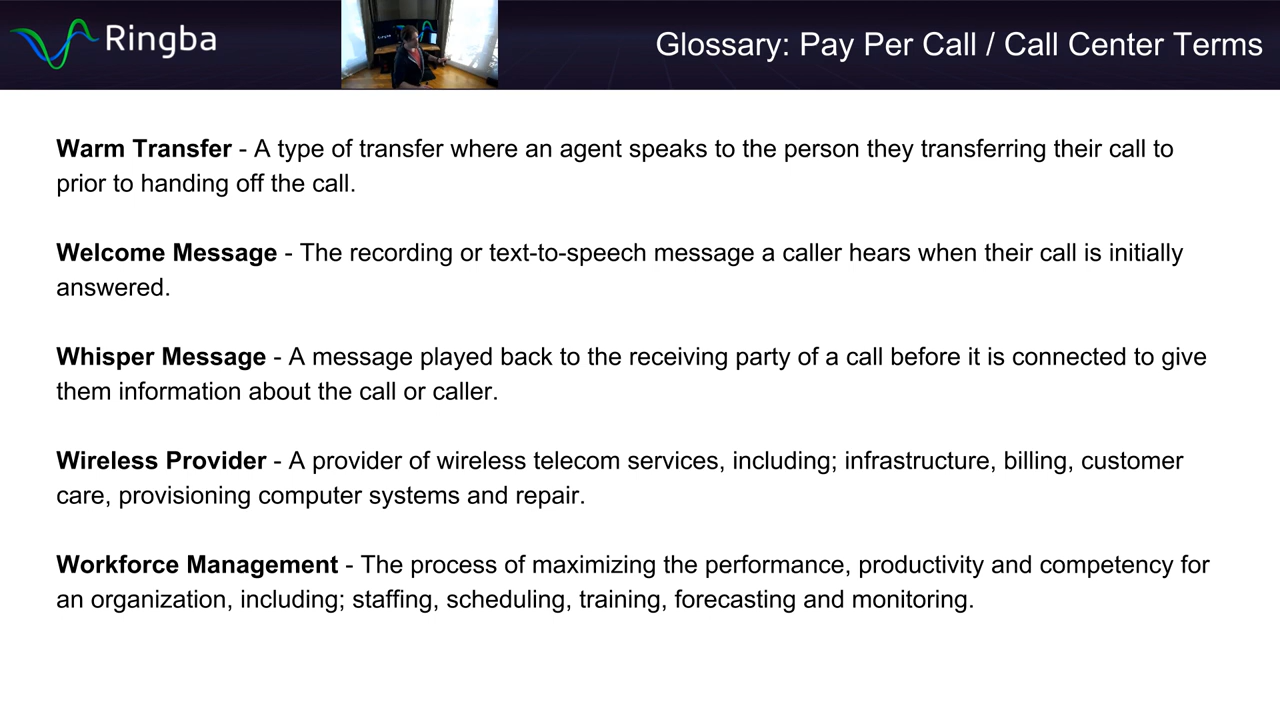 Ringba
Glossary: Pay Per Call / Call Center Terms
Warm Transfer - A type of transfer where an agent speaks to the person they transferring their call to
prior to handing off the call.
Welcome Message - The recording or text-to-speech message a caller hears when their call is initially
answered.
Whisper Message - A message played back to the receiving party of a call before it is connected to give
them information about the call or caller.
Wireless Provider - A provider of wireless telecom services, including; infrastructure, billing, customer
care, provisioning computer systems and repair.
Workforce Management - The process of maximizing the performance, productivity and competency for
an organization, including; staffing, scheduling, training, forecasting and monitoring.